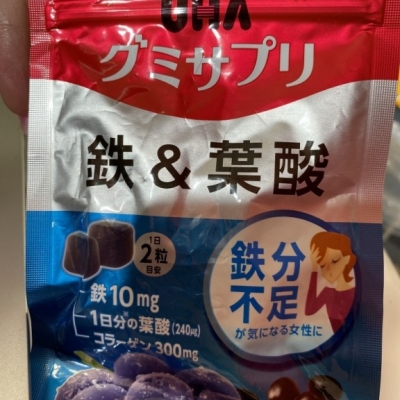 UHA
グミサプリ
鉄&葉酸
1日
2粒
目安
鉄分
不足
が気になる女性に
鉄10mg
1日分の葉酸(240μg)
コラーゲン300mg